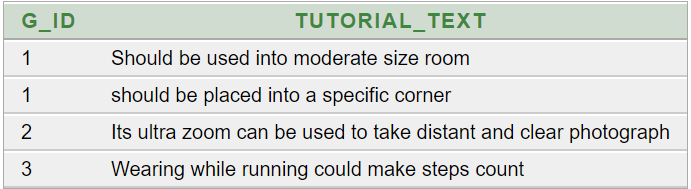 G_ID TUTORIAL_TEXT
1 Should be used into moderate size room
1 should be placed into a specific corner
2 Its ultra zoom can be used to take distant and clear photograph
3 Wearing while running could make steps count